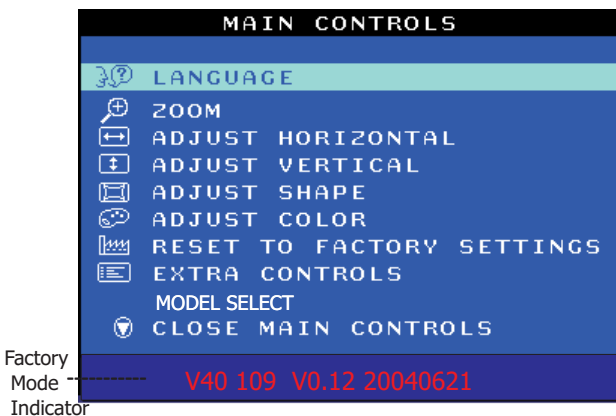 MAIN CONTROLS
LANGUAGE
ZOOM
ADJUST HORIZONTAL
ADJUST VERTICAL
ADJUST SHAPE
ADJUST COLOR
RESET TO FACTORY SETTINGS
EXTRA CONTROLS
MODEL SELECT
CLOSE MAIN CONTROLS
Factory
Mode
Indicator
V40 109 V0.12 20040621